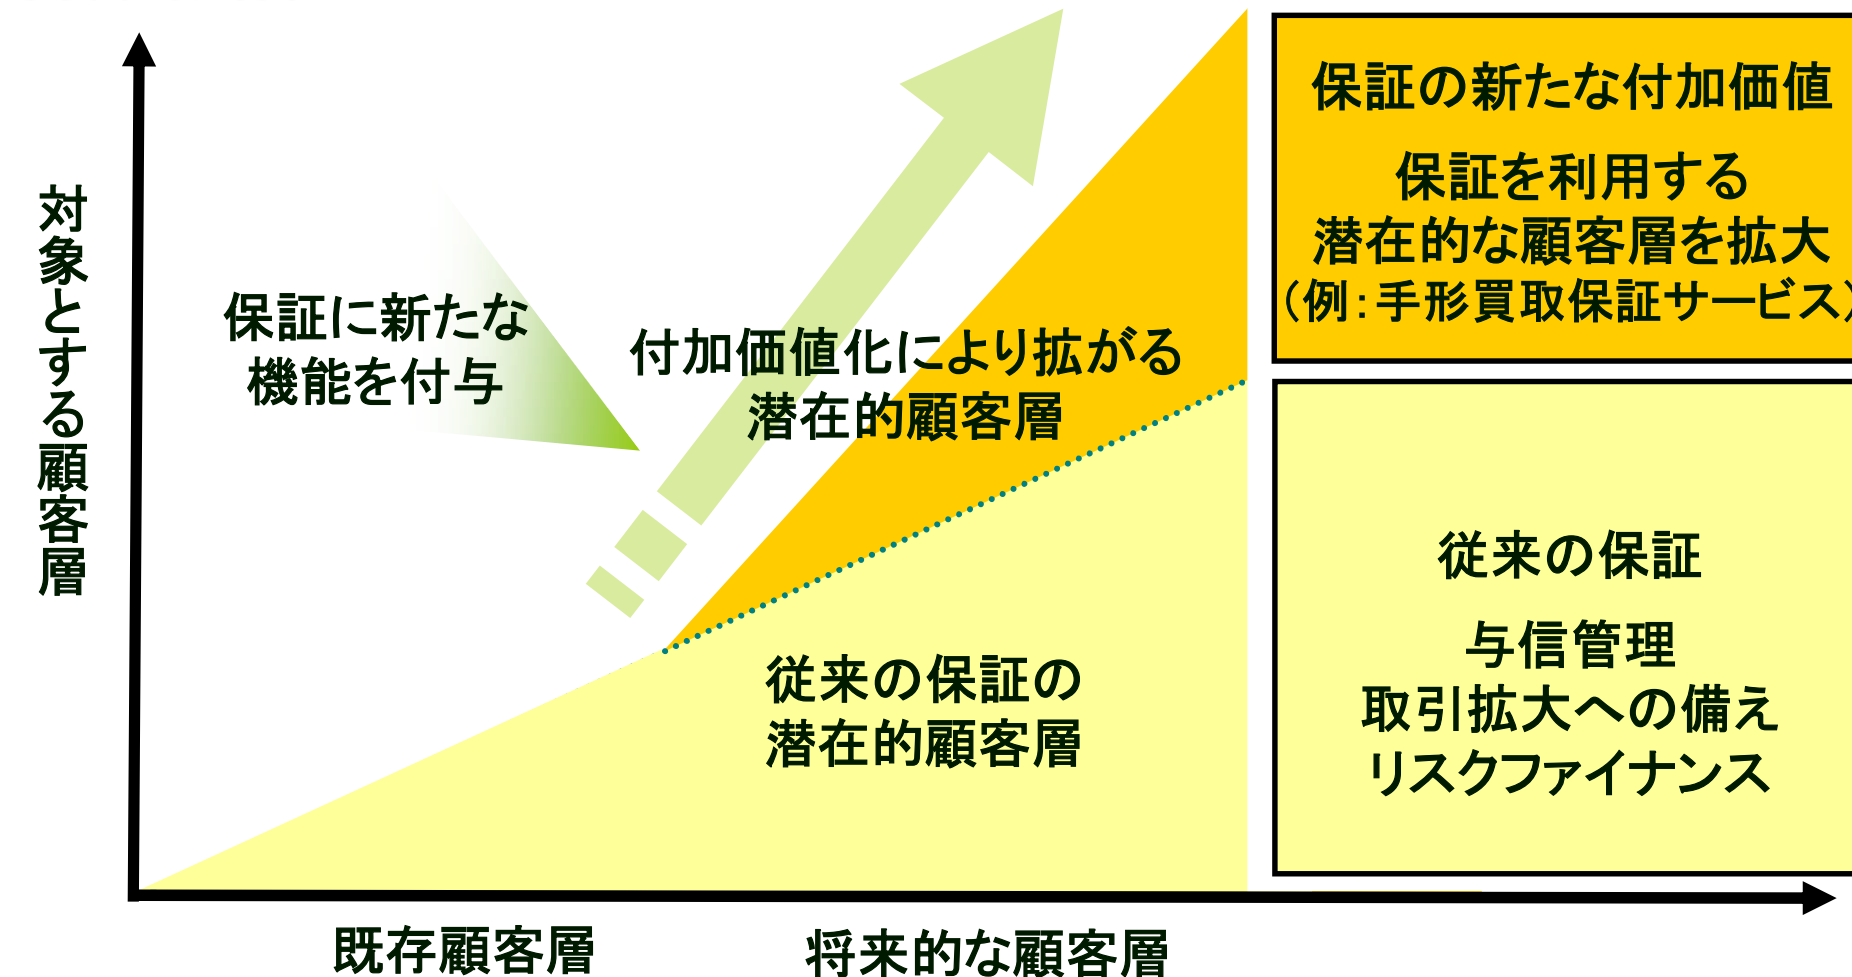 対象とする顧客層
保証に新たな
機能を付与
付加価値化により拡がる
潜在的顧客層
従来の保証の
潜在的顧客層
既存顧客層
将来的な顧客層
保証の新たな付加価値
保証を利用する
潜在的な顧客層を拡大
（例：手形買取保証サービス）
従来の保証
与信管理
取引拡大への備え
リスクファイナンス